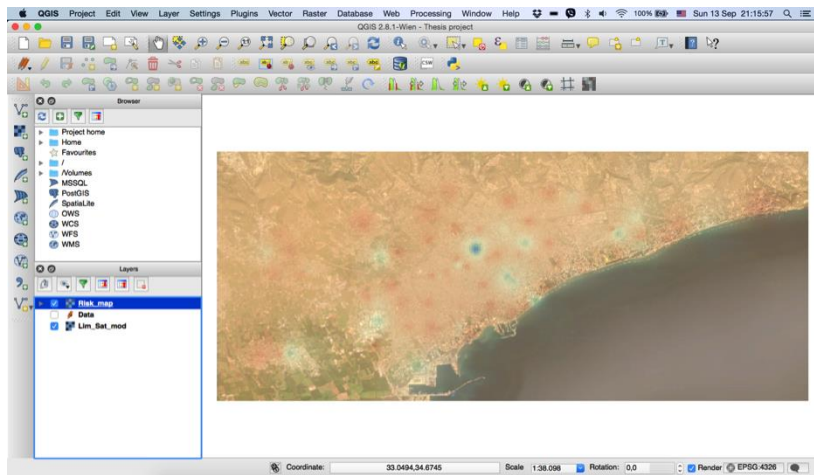 QGIS Project Edit View Layer Settings Plugins Vector Raster Database Web Processing Window Help 100% Sun 13 Sep 21:15:57
QGIS 2.8.1-Wien - Thesis project
CSW
Browser
Project home
Home
Favourites
/
/Volumes
MSSQL
PostGIS
SpatiaLite
OWS
WCS
WFS
WMS
Layers
Risk_map
Data
Lim_Sat_mod
Coordinate: 33.0494,34.6745 Scale 1:38.098 Rotation: 0,0 Render EPSG:4326